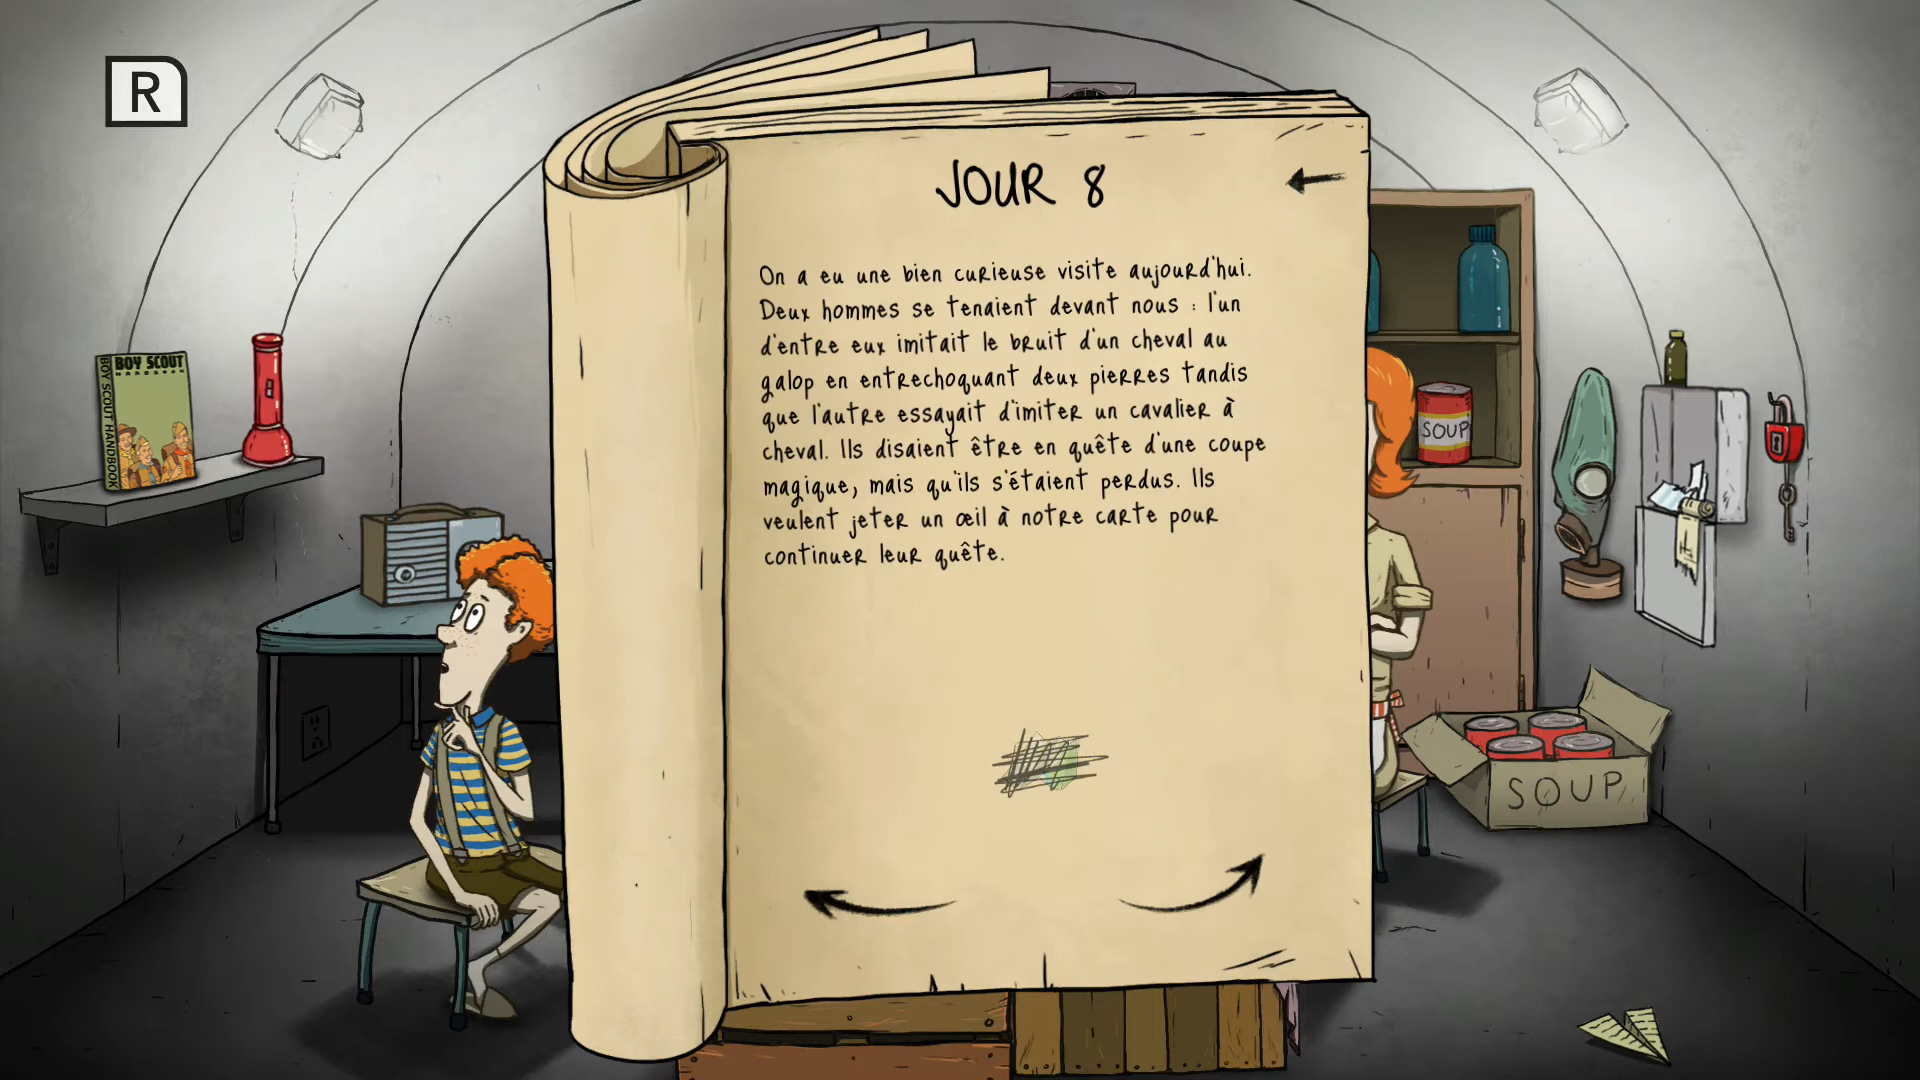 R
JOUR 8
On a eu une bien curieuse visite aujourd'hui.
Deux hommes se tenaient devant nous : l'un
d'entre eux imitait le bruit d'un cheval au
galop en entrechoquant deux pierres tandis
que l'autre essayait d'imiter un cavalier à
cheval. Ils disaient être en quête d'une coupe
magique, mais qu'ils s'étaient perdus. Ils
veulent jeter un œil à notre carte pour
continuer leur quête.
BOY SCOUT
HANDBOOK
BOY SCOUT HANDBOOK
SOUP
SOUP